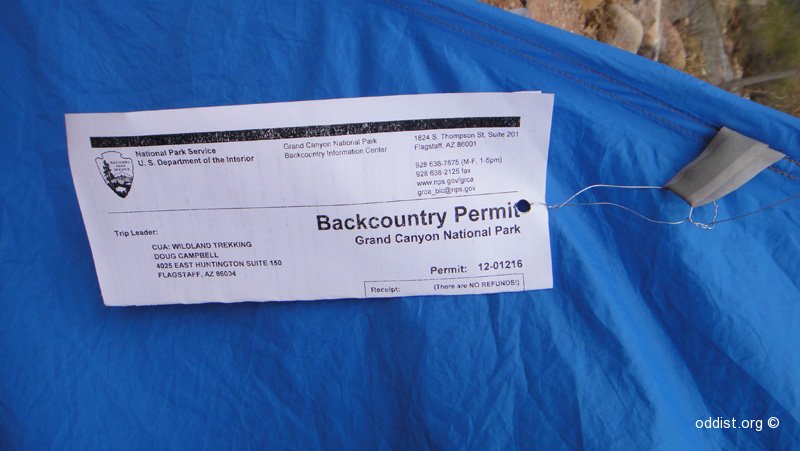 National Park Service
U. S. Department of the Interior
Grand Canyon National Park
Backcountry Information Center
1824 S. Thompson St, Suite 201
Flagstaff, AZ 86001
928 638-7875 (M-F, 1-5pm)
928 638-2125 fax
www.nps.gov/grca
grca_bic@nps.gov
NATIONAL
PARK
SERVICE
Backcountry Permit
Grand Canyon National Park
Trip Leader:
CUA: WILDLAND TREKKING
DOUG CAMPBELL
4025 EAST HUNTINGTON SUITE 150
FLAGSTAFF, AZ 86004
Permit: 12-01216
Receipt: (There are NO REFUNDS!)
oddist.org ©